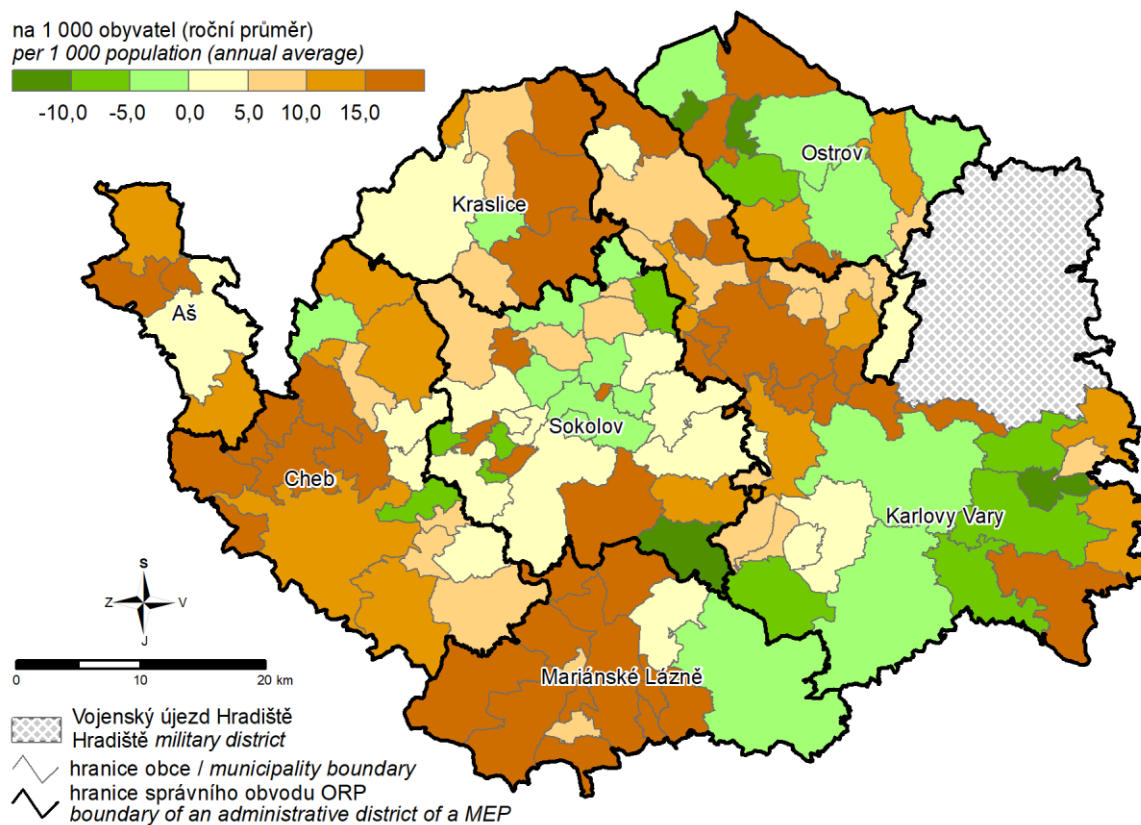 na 1 000 obyvatel (roční průměr)
per 1 000 population (annual average)
-10,0 -5,0 0,0 5,0 10,0 15,0
Ostrov
Kraslice
Aš
Sokolov
Cheb
Karlovy Vary
Mariánské Lázně
S
Z V
J
0 10 20 km
Vojenský újezd Hradiště
Hradiště military district
hranice obce / municipality boundary
hranice správního obvodu ORP
boundary of an administrative district of a MEP